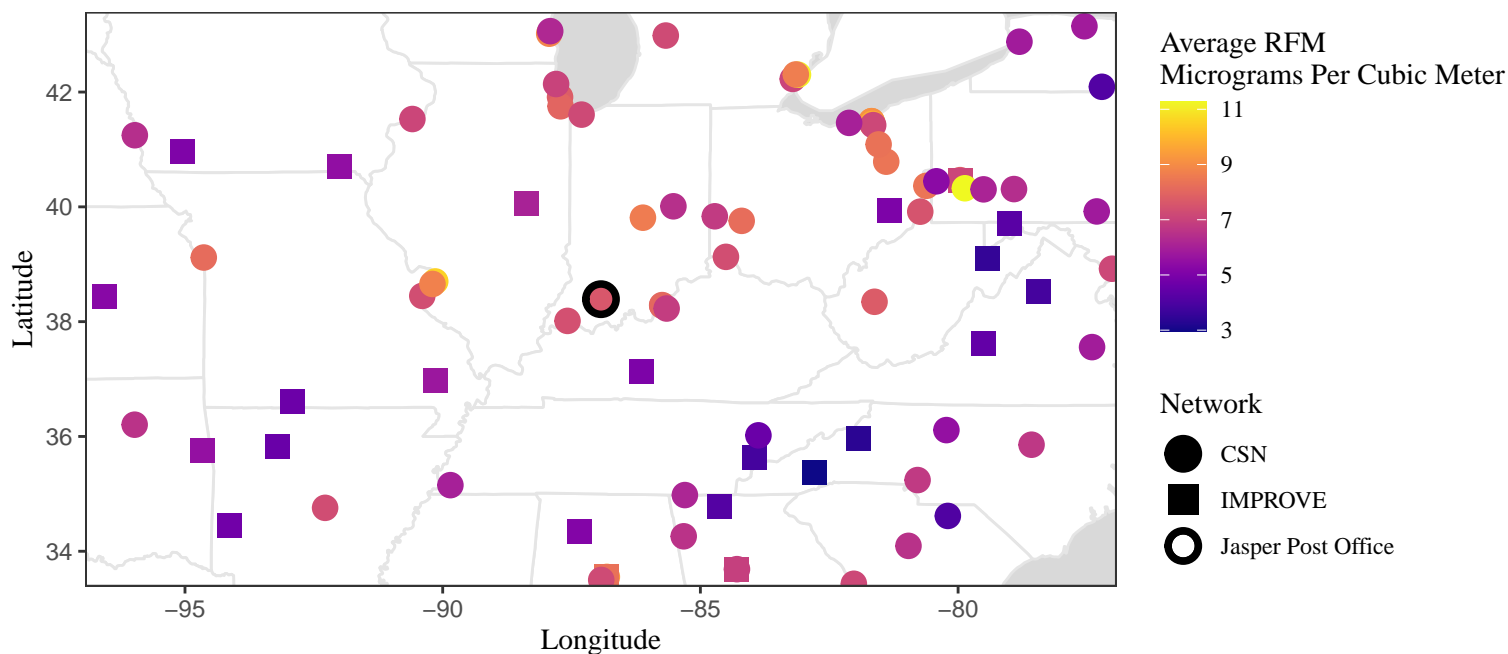 Average RFM
Micrograms Per Cubic Meter
11
9
7
5
3
Network
CSN
IMPROVE
Jasper Post Office
42
40
38
36
34
Latitude
−95
−90
−85
−80
Longitude